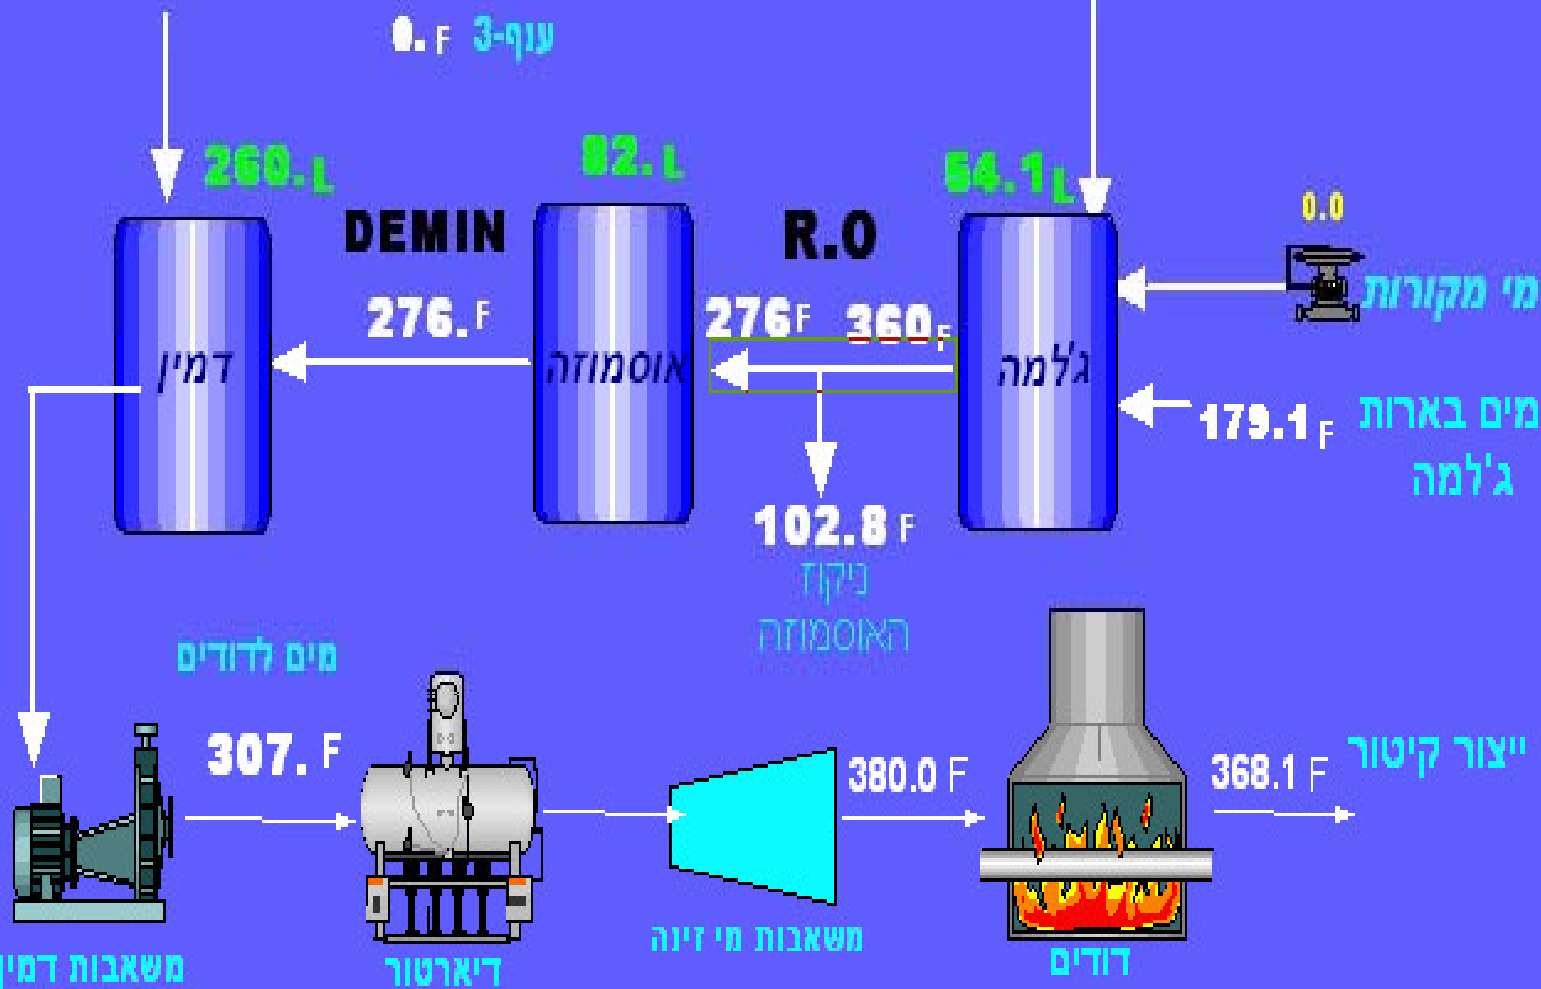 0. F ענף-3
260. L
82. L
54.1 L
0.0
DEMIN
R.O
מי מקורות
276. F
276 F
360 F
דמין
אוסמוזה
ג'למה
179.1 F
מים בארות
ג'למה
102.8 F
ניקוז
האוסמוזה
מים לדודים
307. F
380.0 F
368.1 F
ייצור קיטור
משאבות דמין
דיארטור
משאבות מי זינה
דודים